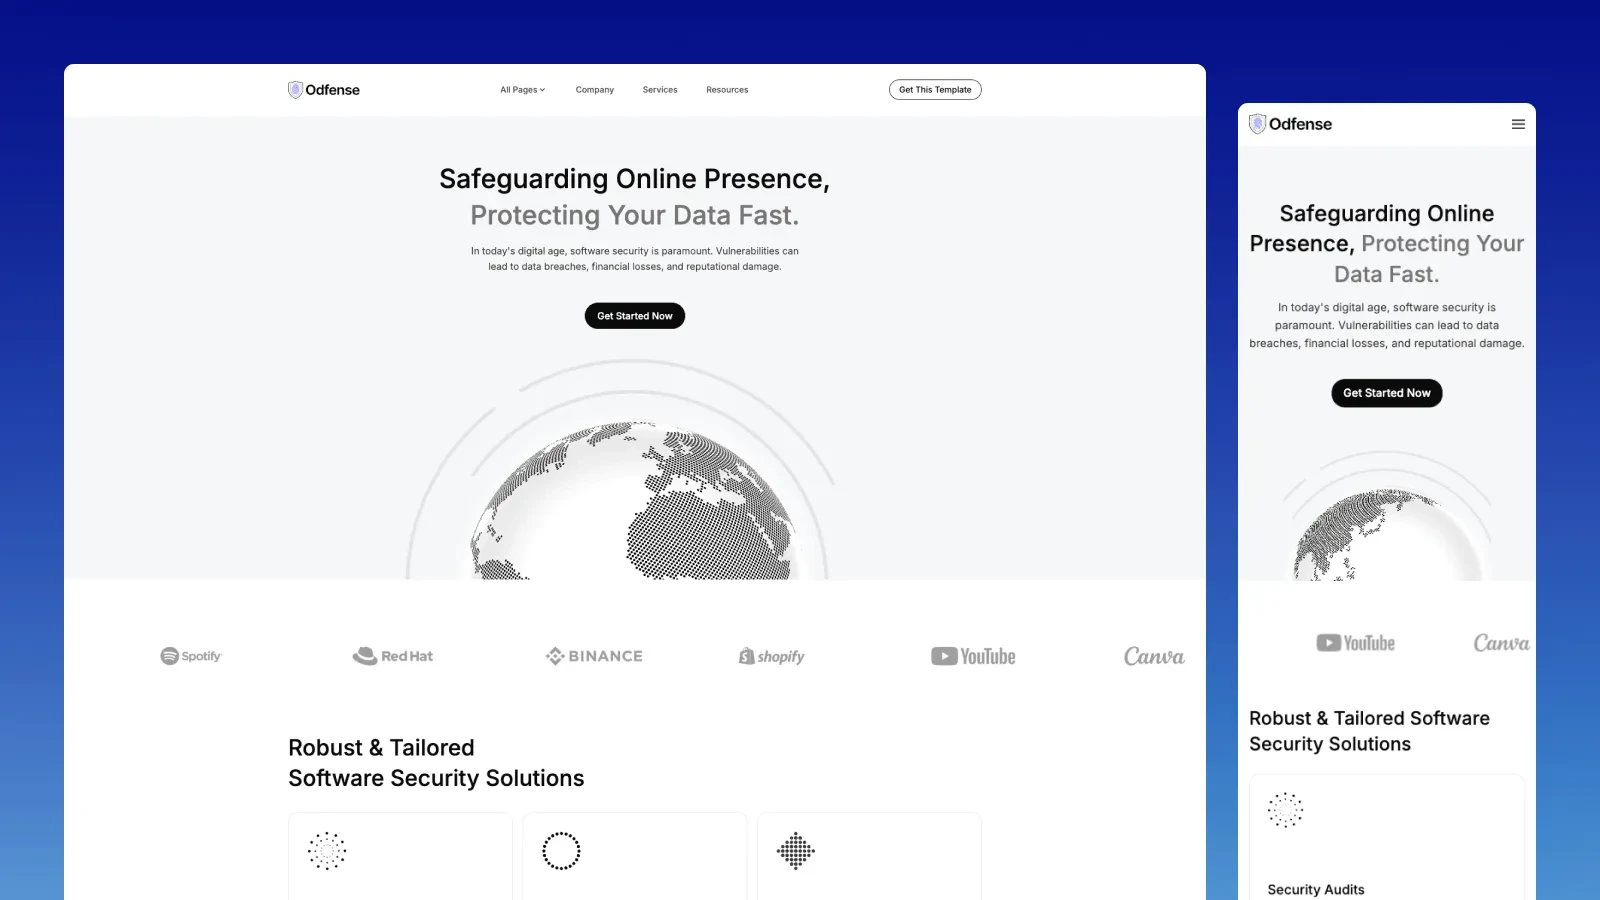 Odfense
All Pages
Company
Services
Resources
Get This Template
Safeguarding Online Presence,
Protecting Your Data Fast.
In today's digital age, software security is paramount. Vulnerabilities can
lead to data breaches, financial losses, and reputational damage.
Get Started Now
Spotify
Red Hat
BINANCE
shopify
YouTube
Canva
Robust & Tailored
Software Security Solutions
Odfense
Safeguarding Online
Presence, Protecting Your
Data Fast.
In today's digital age, software security is
paramount. Vulnerabilities can lead to data
breaches, financial losses, and reputational damage.
Get Started Now
YouTube
Canva
Robust & Tailored Software
Security Solutions
Security Audits